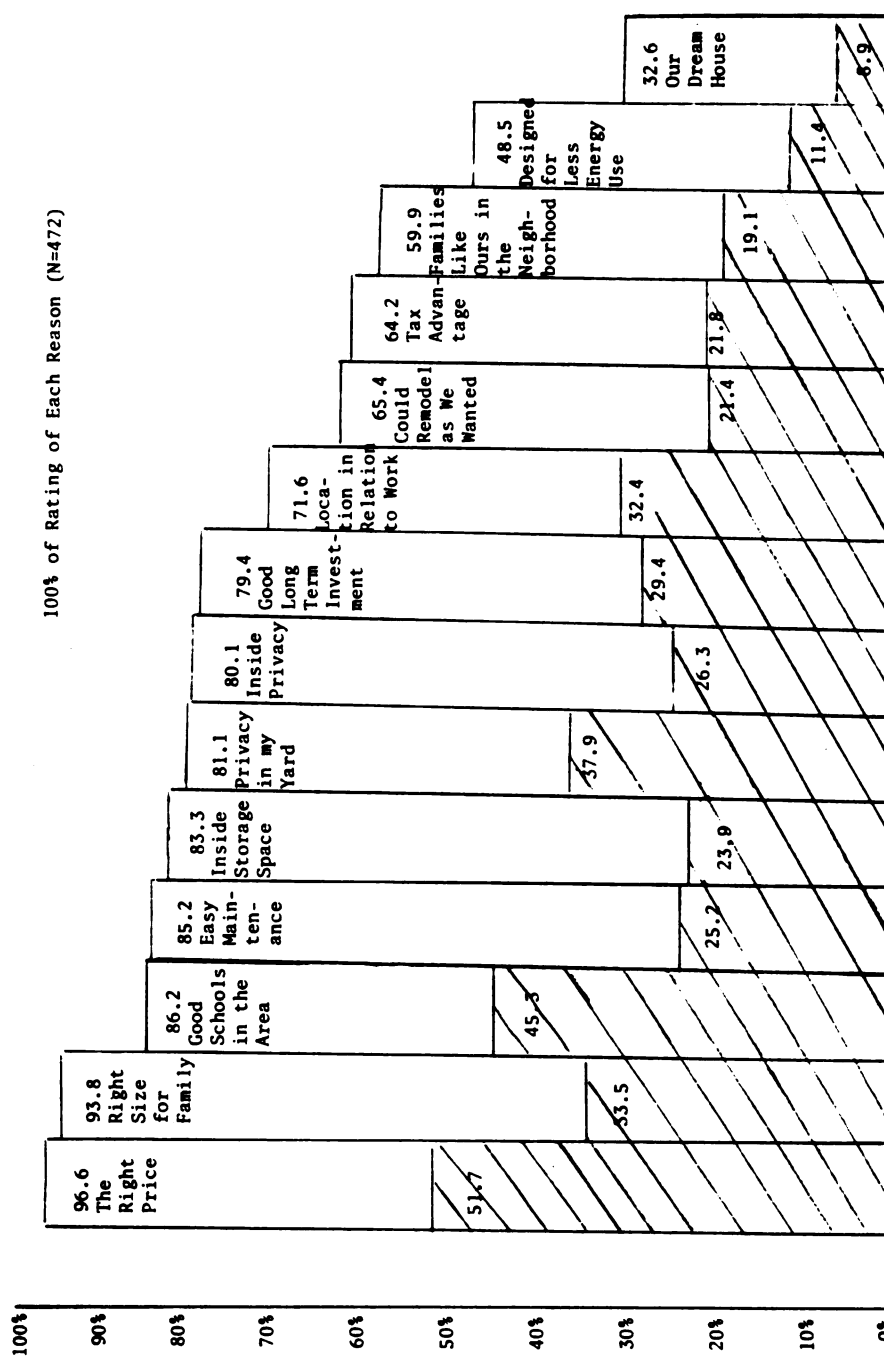 100% of Rating of Each Reason (N=472)
100%
90%
80%
70%
60%
50%
40%
30%
20%
10%
0%
96.6
The
Right
Price
51.7
93.8
Right
Size
for
Family
33.5
86.2
Good
Schools
in the
Area
45.3
85.2
Easy
Main-
ten-
ance
25.2
83.3
Inside
Storage
Space
23.9
81.1
Privacy
in my
Yard
37.9
80.1
Inside
Privacy
26.3
79.4
Good
Long
Term
Invest-
ment
29.4
71.6
Loca-
tion in
Relation
to Work
32.4
65.4
Could
Remodel
as We
Wanted
21.4
64.2
Tax
Advan-
tage
21.8
59.9
Families
Like
Ours in
the
Neigh-
borhood
19.1
48.5
Designed
for
Less
Energy
Use
11.4
32.6
Our
Dream
House